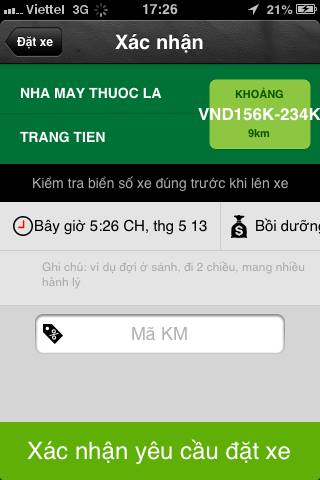 Viettel 3G 17:26 21%
Đặt xe
Xác nhận
NHA MAY THUOC LA
TRANG TIEN
KHOẢNG
VND156K-234K
9km
Kiểm tra biển số xe đúng trước khi lên xe
Bây giờ 5:26 CH, thg 5 13
Bồi dưỡng
Ghi chú: ví dụ đợi ở sảnh, đi 2 chiều, mang nhiều
hành lý
Mã KM
Xác nhận yêu cầu đặt xe